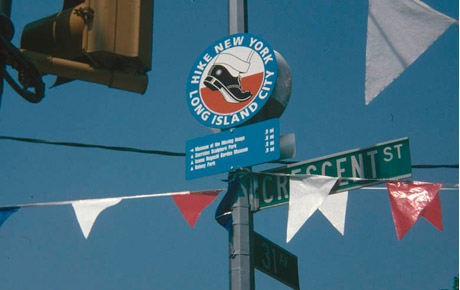 HIKE NEW YORK
LONG ISLAND CITY
Museum of the Moving Image
Socrates Sculpture Park
Isamu Noguchi Garden Museum
Rainey Park
CRESCENT ST
31